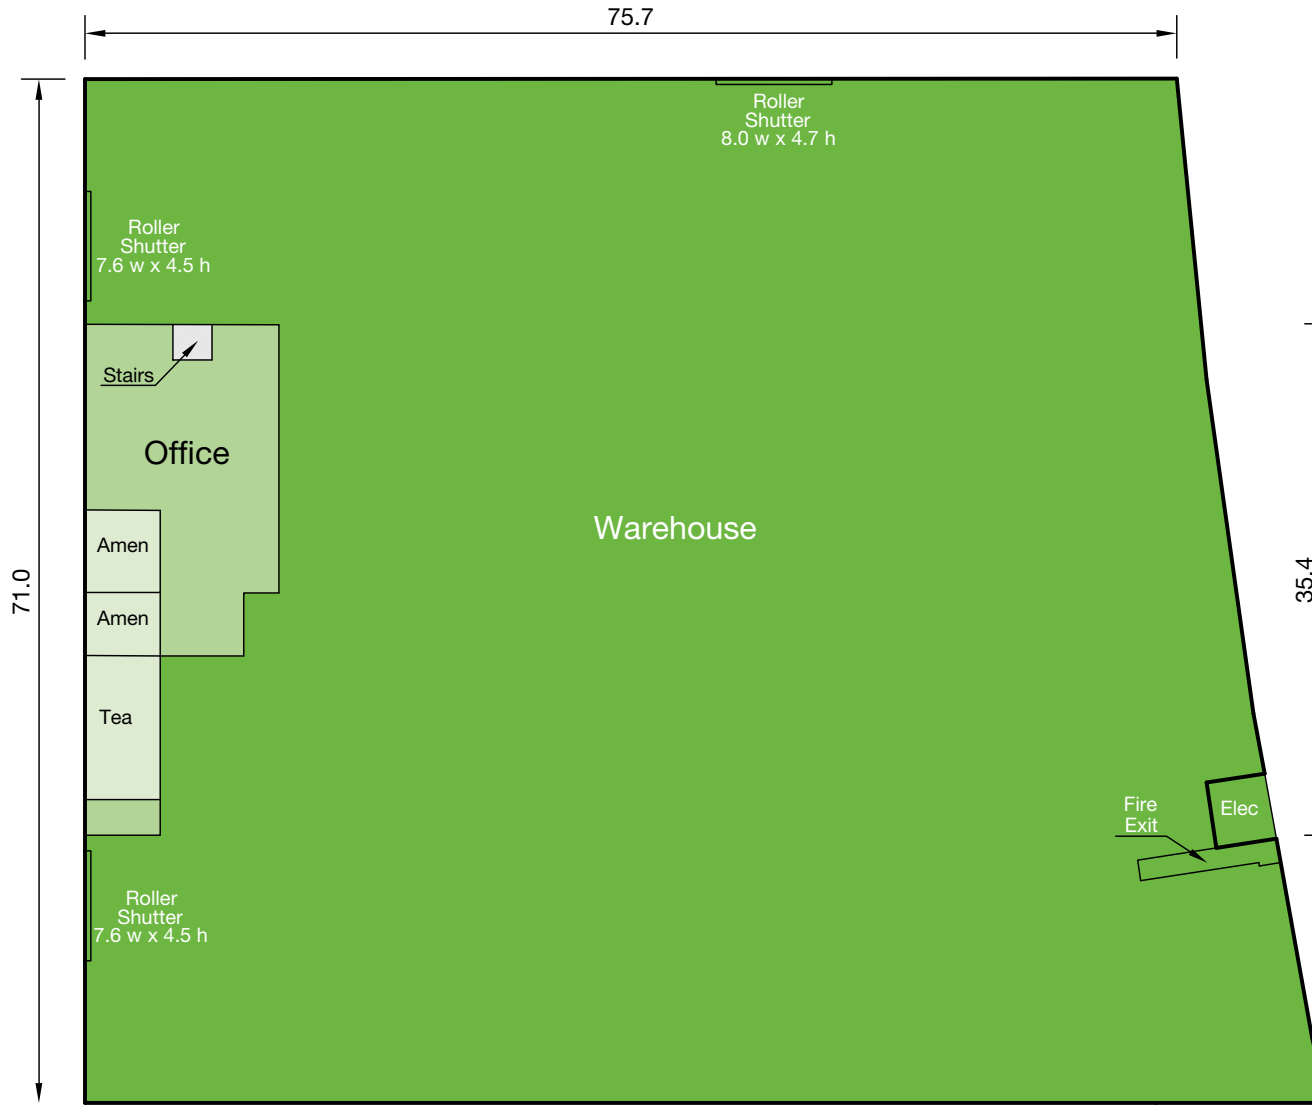 75.7
Roller
Shutter
8.0 w x 4.7 h
Roller
Shutter
7.6 w x 4.5 h
Stairs
Office
Warehouse
Amen
71.0
35.4
Amen
Tea
Fire
Exit
Elec
Roller
Shutter
7.6 w x 4.5 h